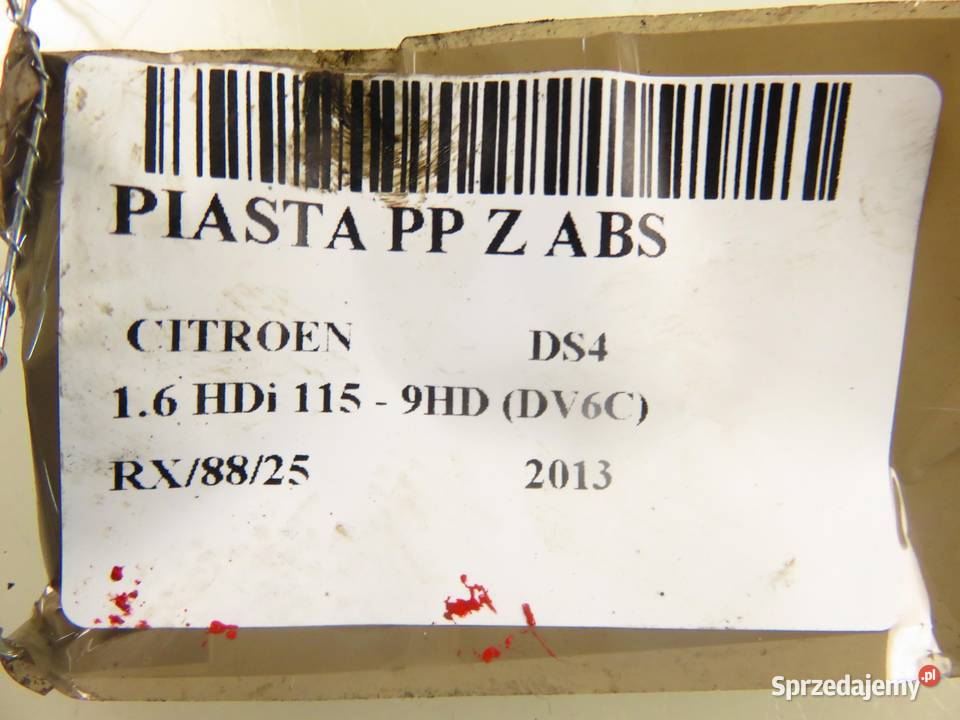 PIASTA PP Z ABS
CITROEN DS4
1.6 HDi 115 - 9HD (DV6C)
RX/88/25 2013
Sprzedajemy.pl